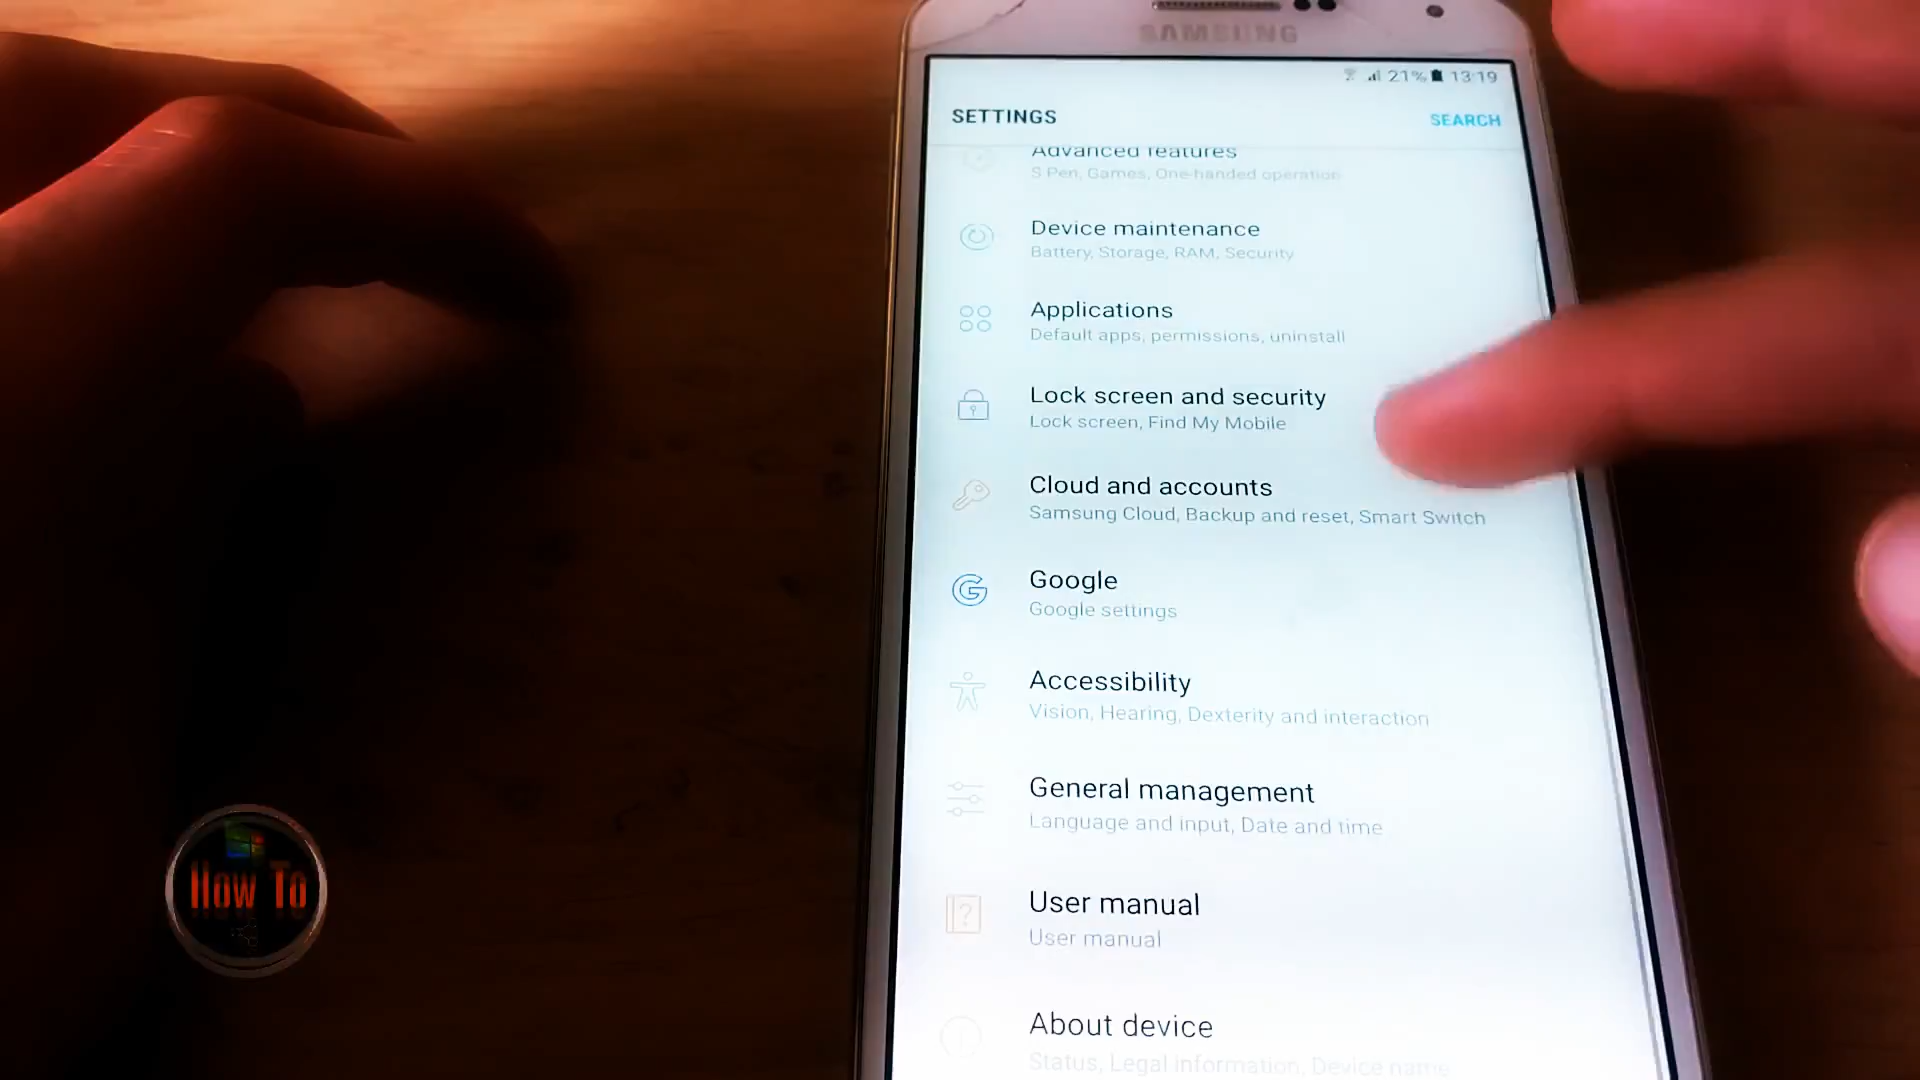 SAMSUNG
21% 13:19
SETTINGS
SEARCH
Advanced features
S Pen, Games, One-handed operation
Device maintenance
Battery, Storage, RAM, Security
Applications
Default apps, permissions, uninstall
Lock screen and security
Lock screen, Find My Mobile
Cloud and accounts
Samsung Cloud, Backup and reset, Smart Switch
Google
Google settings
Accessibility
Vision, Hearing, Dexterity and interaction
General management
Language and input, Date and time
User manual
User manual
About device
Status, Legal information, Device name
How To